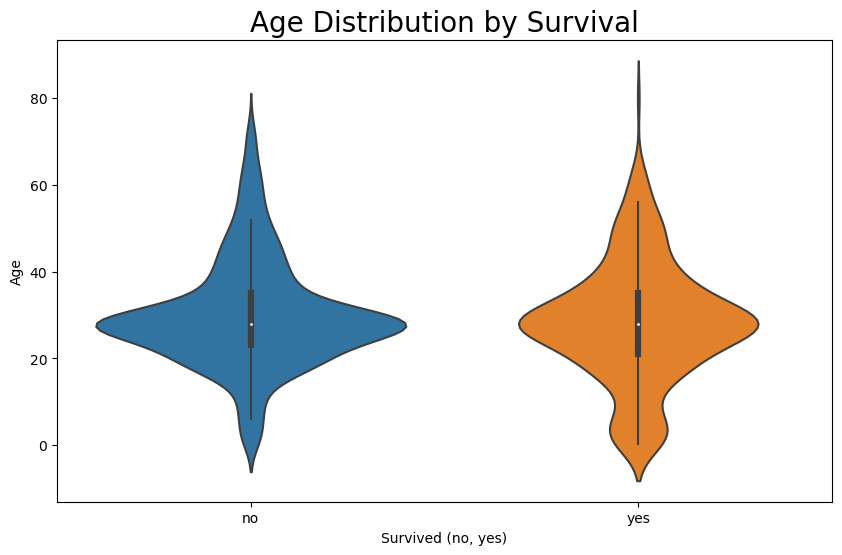 Age Distribution by Survival
Age
80
60
40
20
0
no
yes
Survived (no, yes)